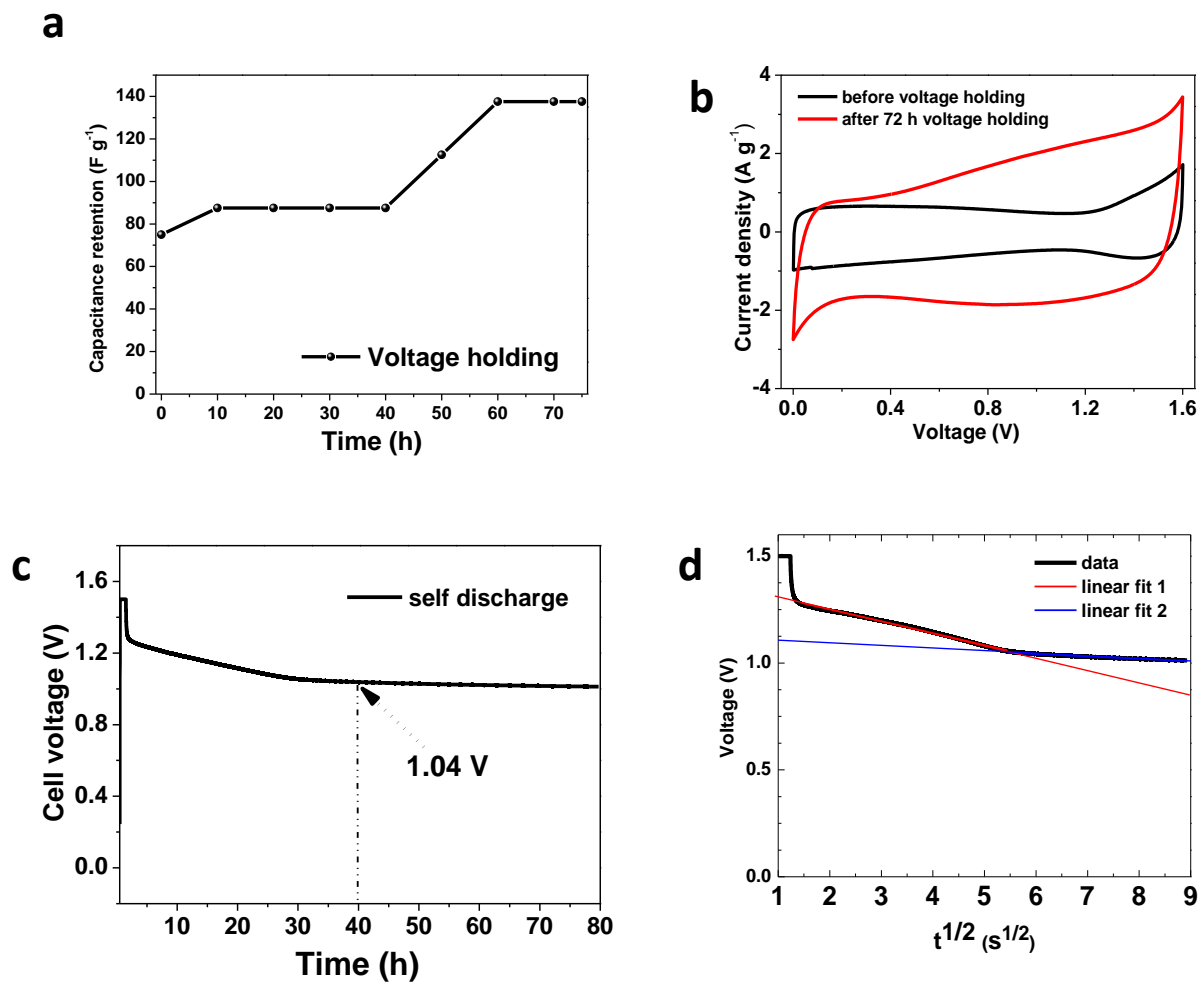 a
Capacitance retention (F g⁻¹)
140
120
100
80
60
40
20
0
Voltage holding
0 10 20 30 40 50 60 70
Time (h)
b
Current density (A g⁻¹)
4
2
0
-2
-4
before voltage holding
after 72 h voltage holding
0.0 0.4 0.8 1.2 1.6
Voltage (V)
c
Cell voltage (V)
1.6
1.2
0.8
0.4
0.0
self discharge
1.04 V
10 20 30 40 50 60 70 80
Time (h)
d
Voltage (V)
1.5
1.0
0.5
0.0
data
linear fit 1
linear fit 2
1 2 3 4 5 6 7 8 9
t^1/2 (s^1/2)